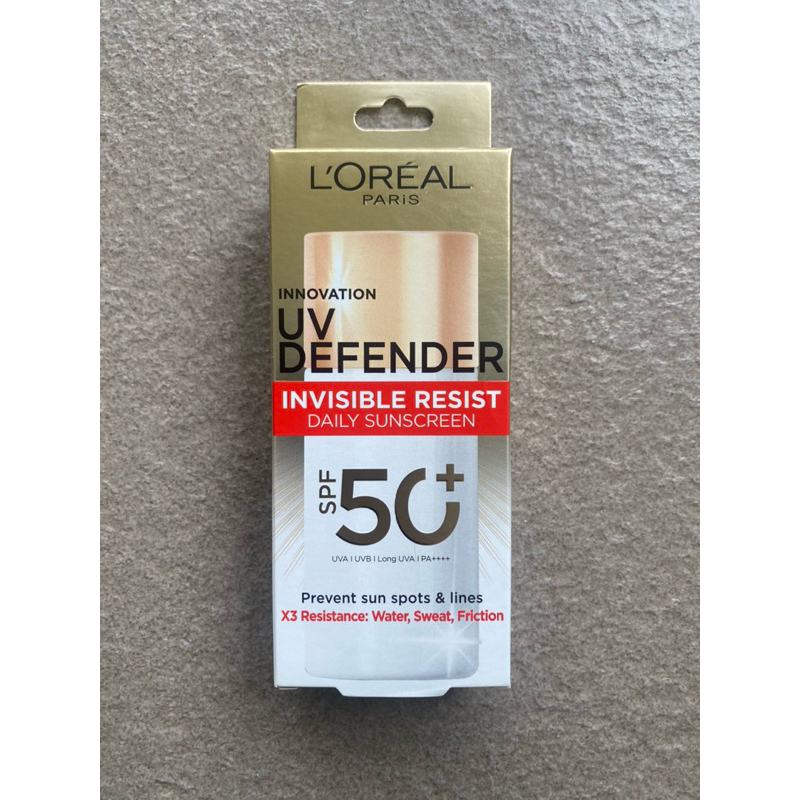 L'ORÉAL
PARiS
INNOVATION
UV
DEFENDER
INVISIBLE RESIST
DAILY SUNSCREEN
SPF 50+
UVA I UVB I Long UVA I PA++++
Prevent sun spots & lines
X3 Resistance: Water, Sweat, Friction